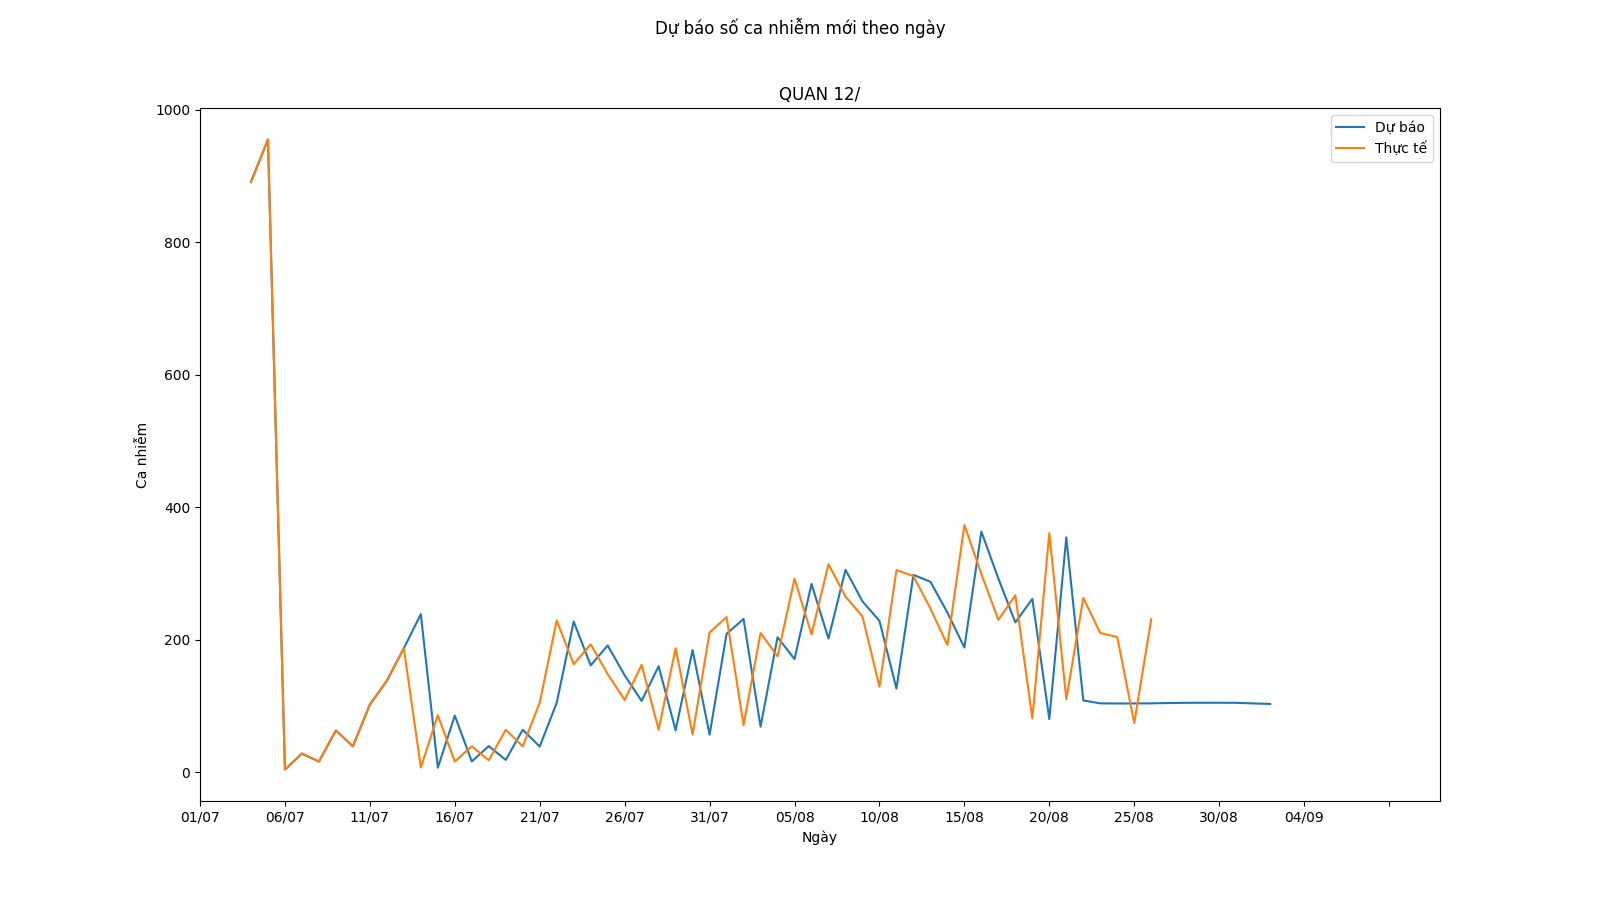 Dự báo số ca nhiễm mới theo ngày
QUAN 12/
1000
800
600
400
200
0
Ca nhiễm
Dự báo
Thực tế
01/07 06/07 11/07 16/07 21/07 26/07 31/07 05/08 10/08 15/08 20/08 25/08 30/08 04/09
Ngày